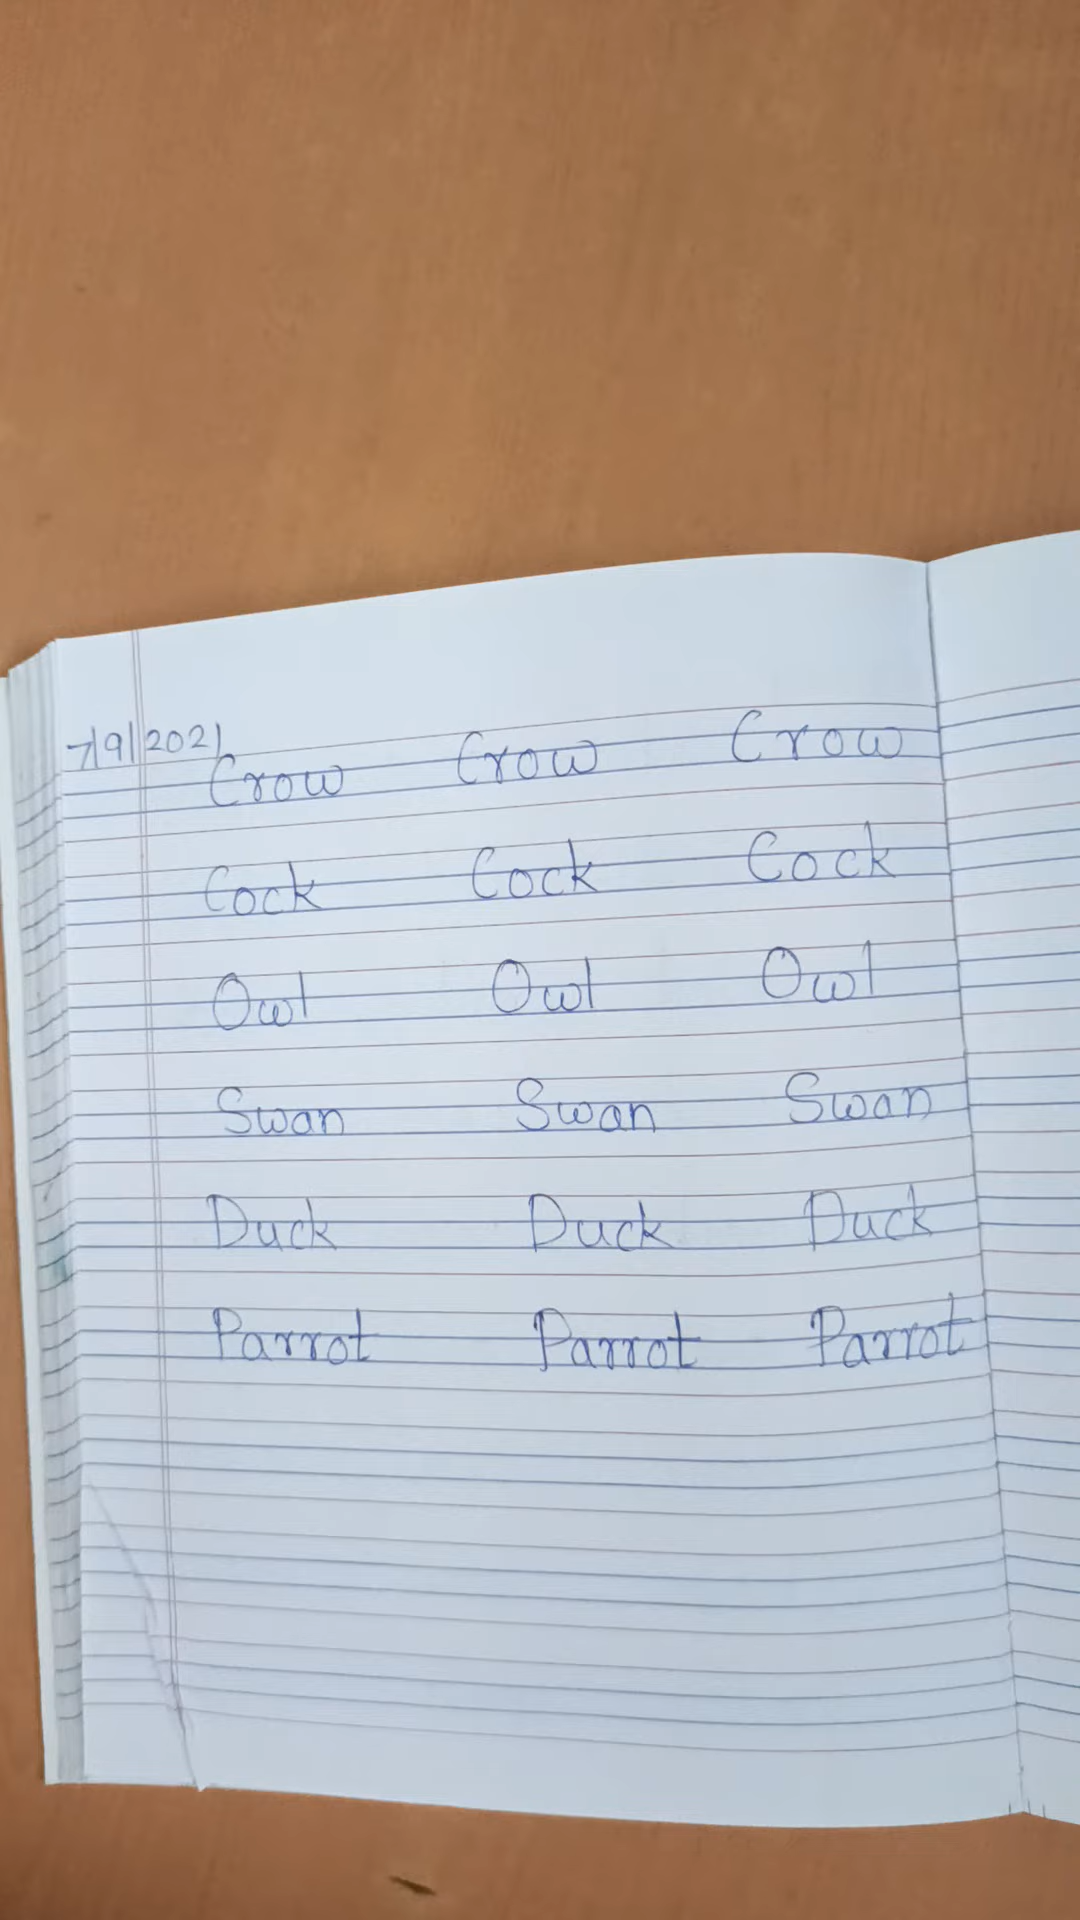 7/9/2021
Crow Crow Crow
Cock Cock Cock
Owl Owl Owl
Swan Swan Swan
Duck Duck Duck
Parrot Parrot Parrot